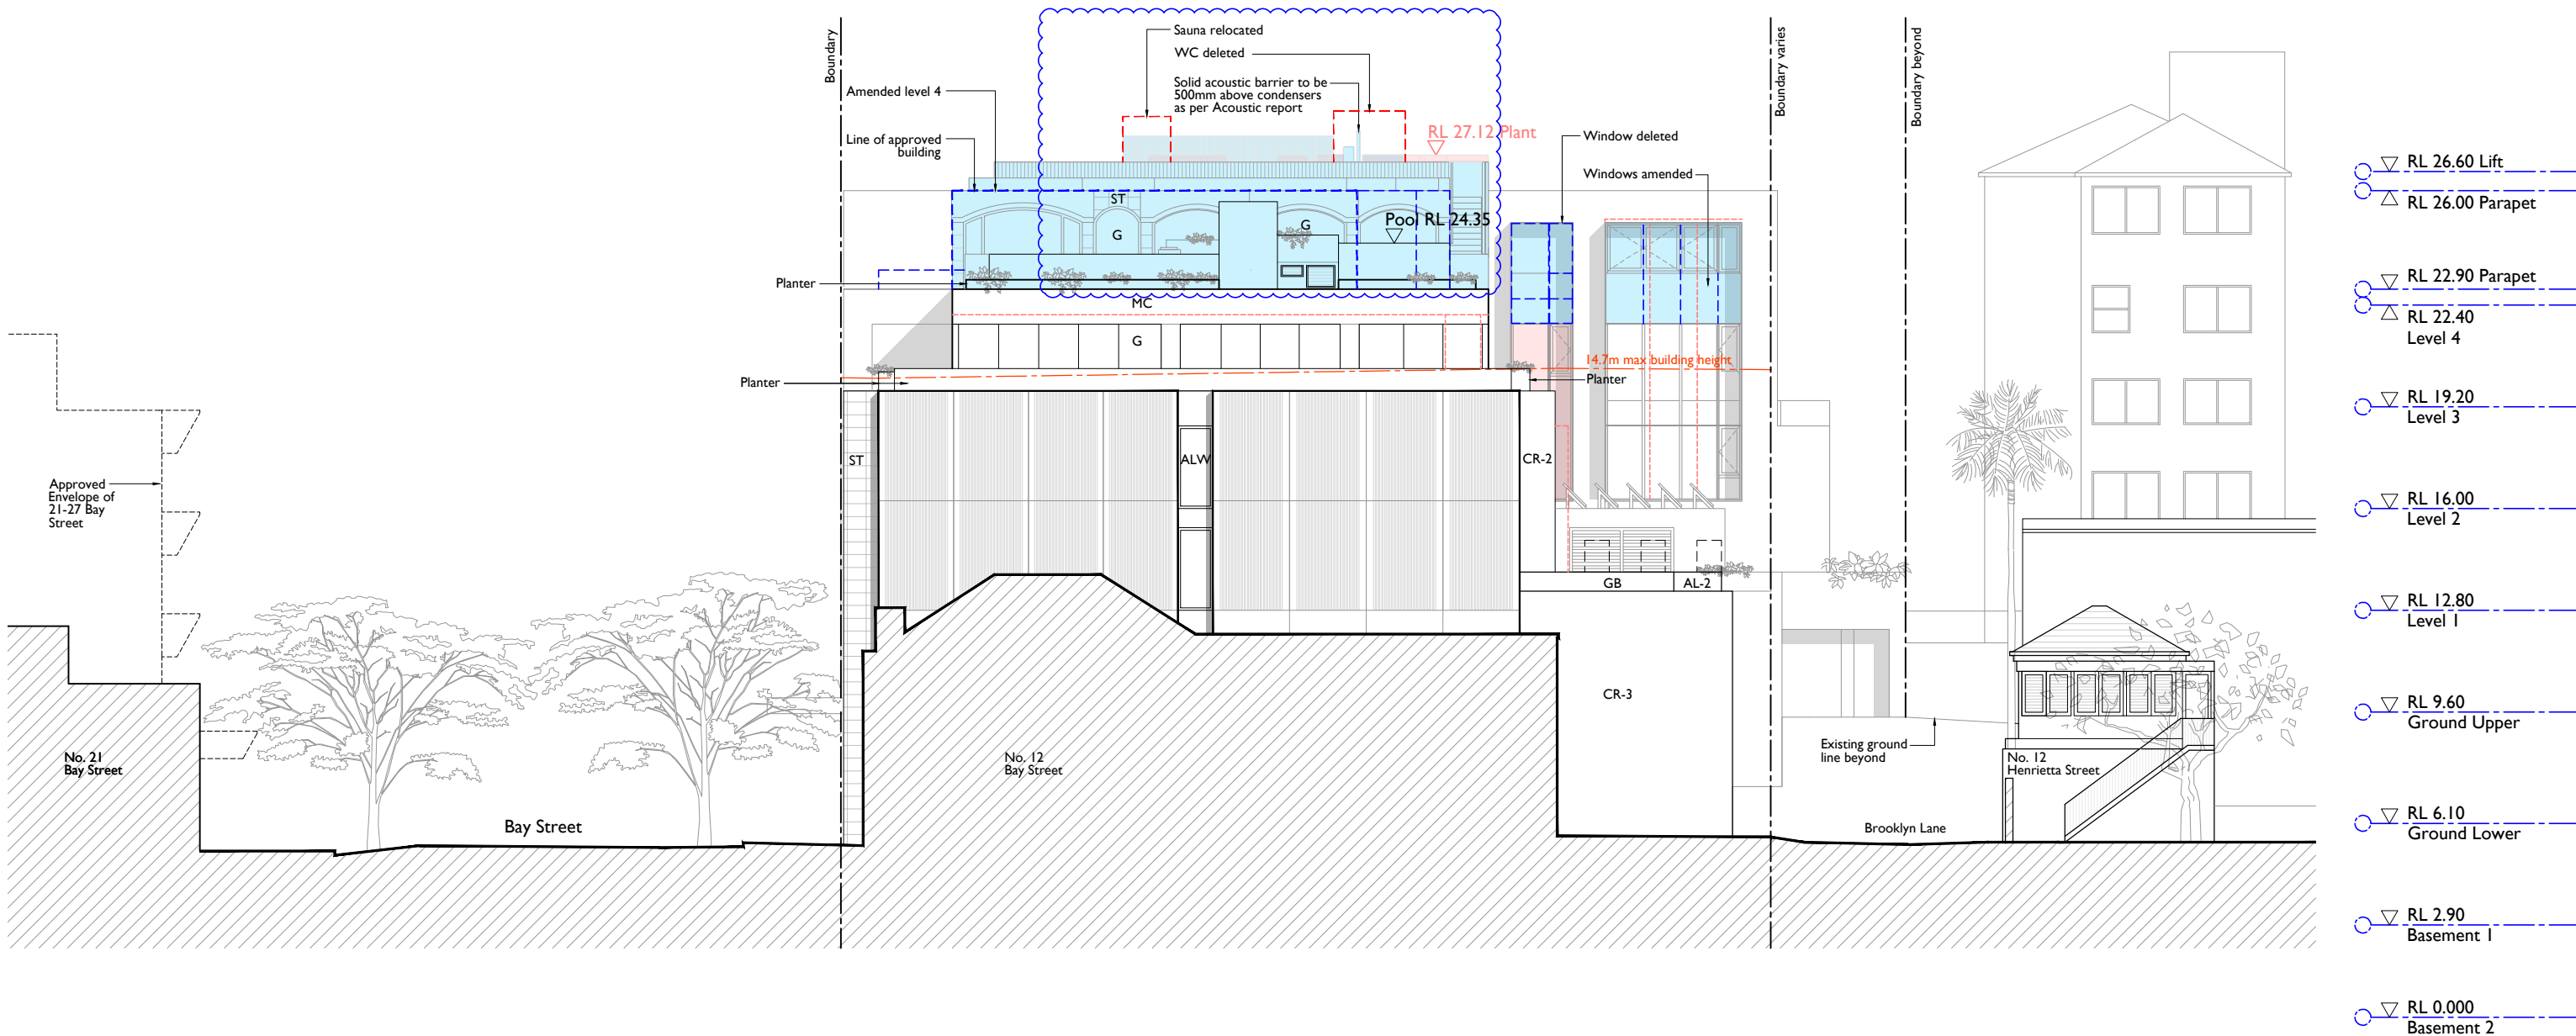 Boundary
Sauna relocated
WC deleted
Solid acoustic barrier to be
500mm above condensers
as per Acoustic report
Boundary varies
Boundary beyond
Amended level 4
Line of approved
building
RL 27.12 Plant
Window deleted
Windows amended
RL 26.60 Lift
RL 26.00 Parapet
ST
G
G
Pool RL 24.35
Planter
MC
RL 22.90 Parapet
RL 22.40
Level 4
G
14.7m max building height
Planter
Planter
RL 19.20
Level 3
ST
ALW
CR-2
Approved
Envelope of
21-27 Bay
Street
RL 16.00
Level 2
GB
AL-2
RL 12.80
Level 1
CR-3
RL 9.60
Ground Upper
No. 21
Bay Street
No. 12
Bay Street
Existing ground
line beyond
No. 12
Henrietta Street
Bay Street
Brooklyn Lane
RL 6.10
Ground Lower
RL 2.90
Basement 1
RL 0.000
Basement 2